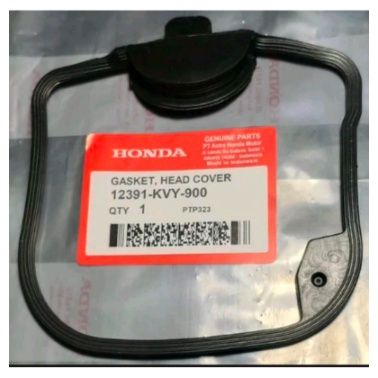 HONDA
GENUINE PARTS
PT Astra Honda Motor
GASKET, HEAD COVER
12391-KVY-900
QTY 1 PTP323